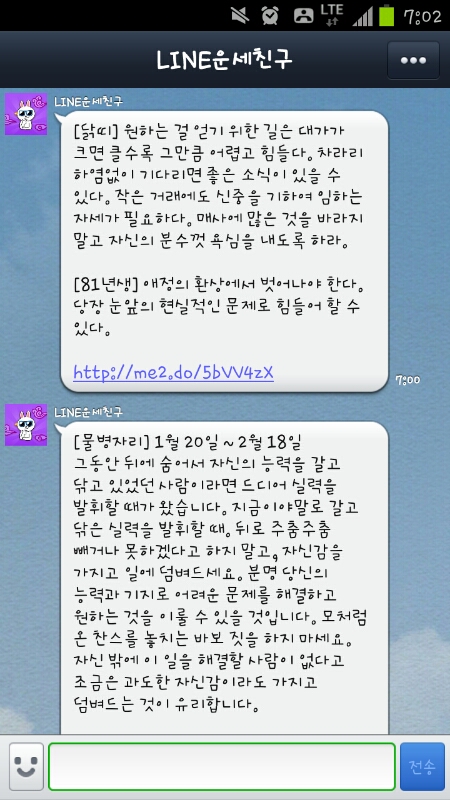 LTE
7:02
LINE운세친구
LINE운세친구
[닭띠] 원하는 걸 얻기 위한 길은 대가가
크면 클수록 그만큼 어렵고 힘들다. 차라리
하염없이 기다리면 좋은 소식이 있을 수
있다. 작은 거래에도 신중을 기하여 임하는
자세가 필요하다. 매사에 많은 것을 바라지
말고 자신의 분수껏 욕심을 내도록 하라.
[81년생] 애정의 환상에서 벗어나야 한다.
당장 눈앞의 현실적인 문제로 힘들어 할 수
있다.
http://me2.do/5bVV4zX
7:00
LINE운세친구
[물병자리] 1월 20일 ~ 2월 18일
그동안 뒤에 숨어서 자신의 능력을 갈고
닦고 있었던 사람이라면 드디어 실력을
발휘할 때가 왔습니다. 지금이야말로 갈고
닦은 실력을 발휘할 때. 뒤로 주춤주춤
빼거나 못하겠다고 하지 말고, 자신감을
가지고 일에 덤벼드세요. 분명 당신의
능력과 기지로 어려운 문제를 해결하고
원하는 것을 이룰 수 있을 것입니다. 모처럼
온 찬스를 놓치는 바보 짓을 하지 마세요.
자신 밖에 이 일을 해결할 사람이 없다고
조금은 과도한 자신감이라도 가지고
덤벼드는 것이 유리합니다.
전송